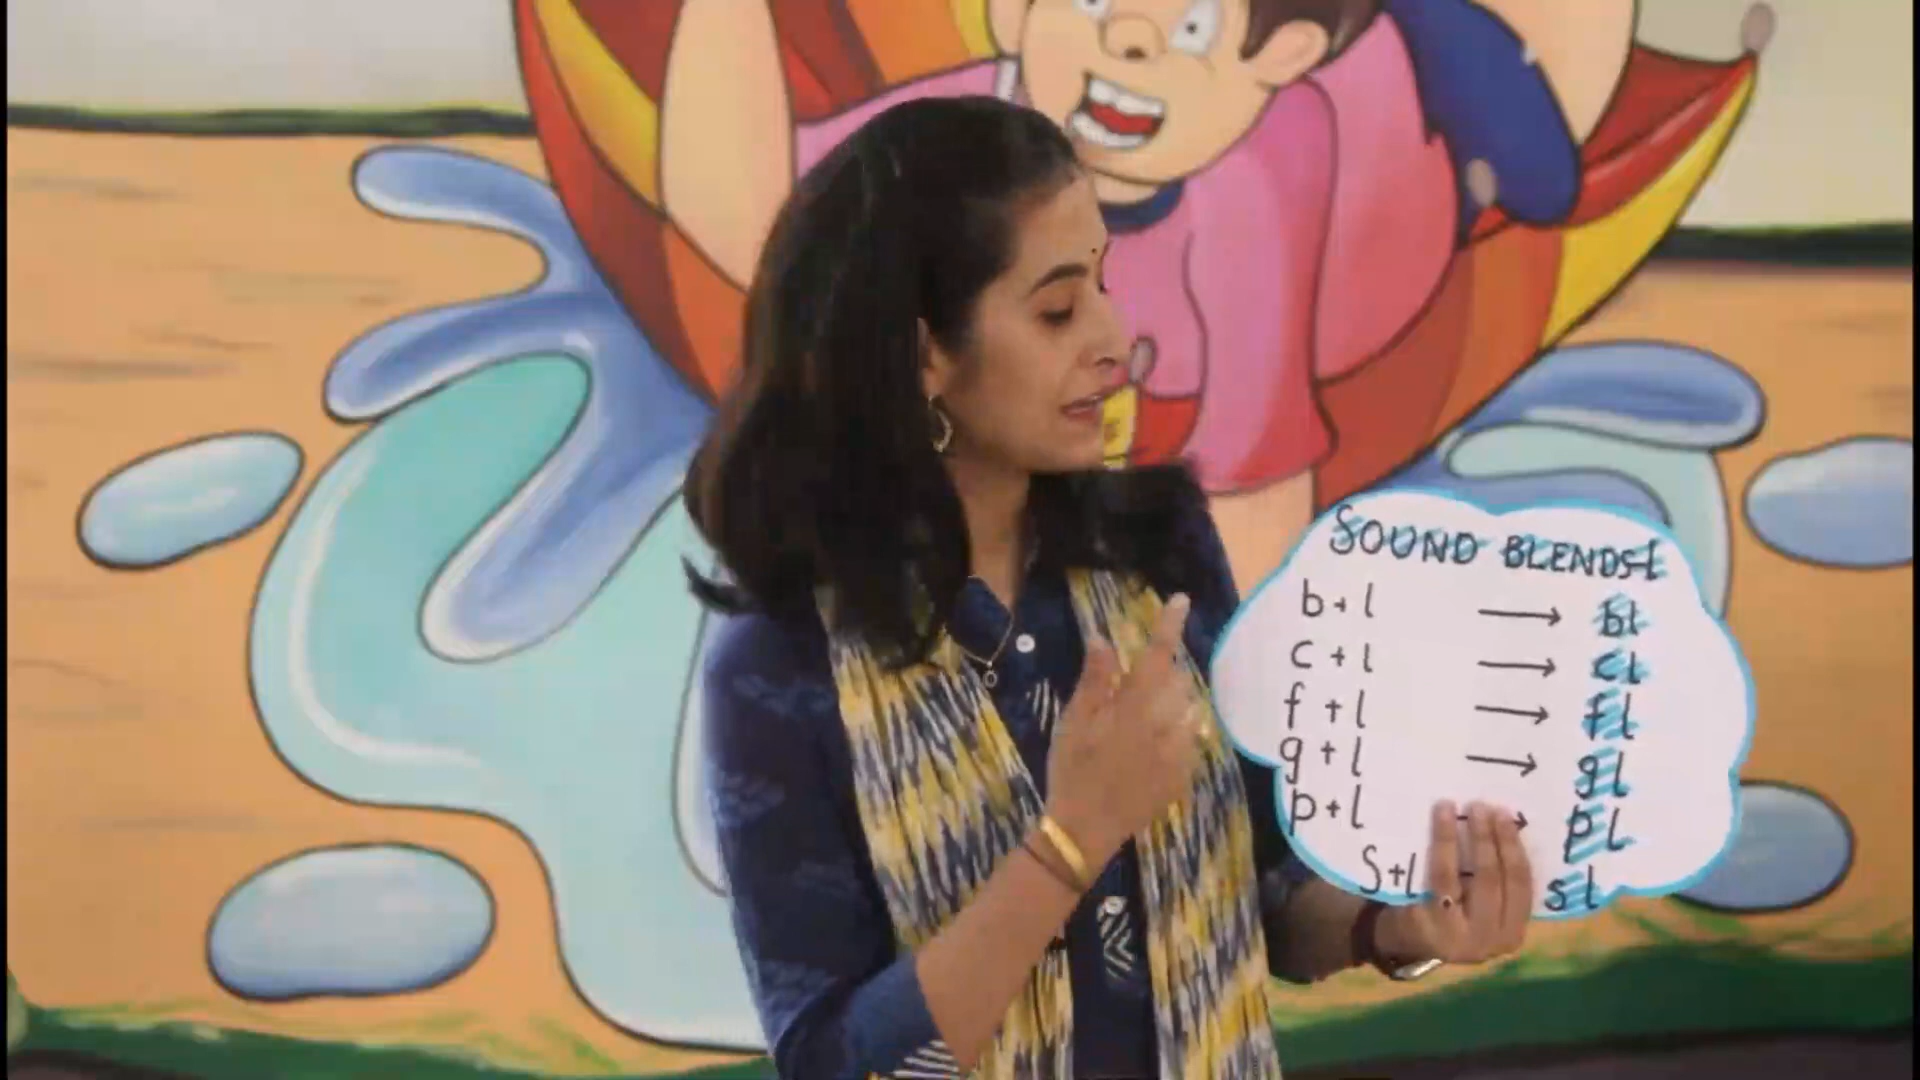 SOUND BLENDS-l
b+l → bl
c+l → cl
f+l → fl
g+l → gl
p+l → pl
S+l - sl